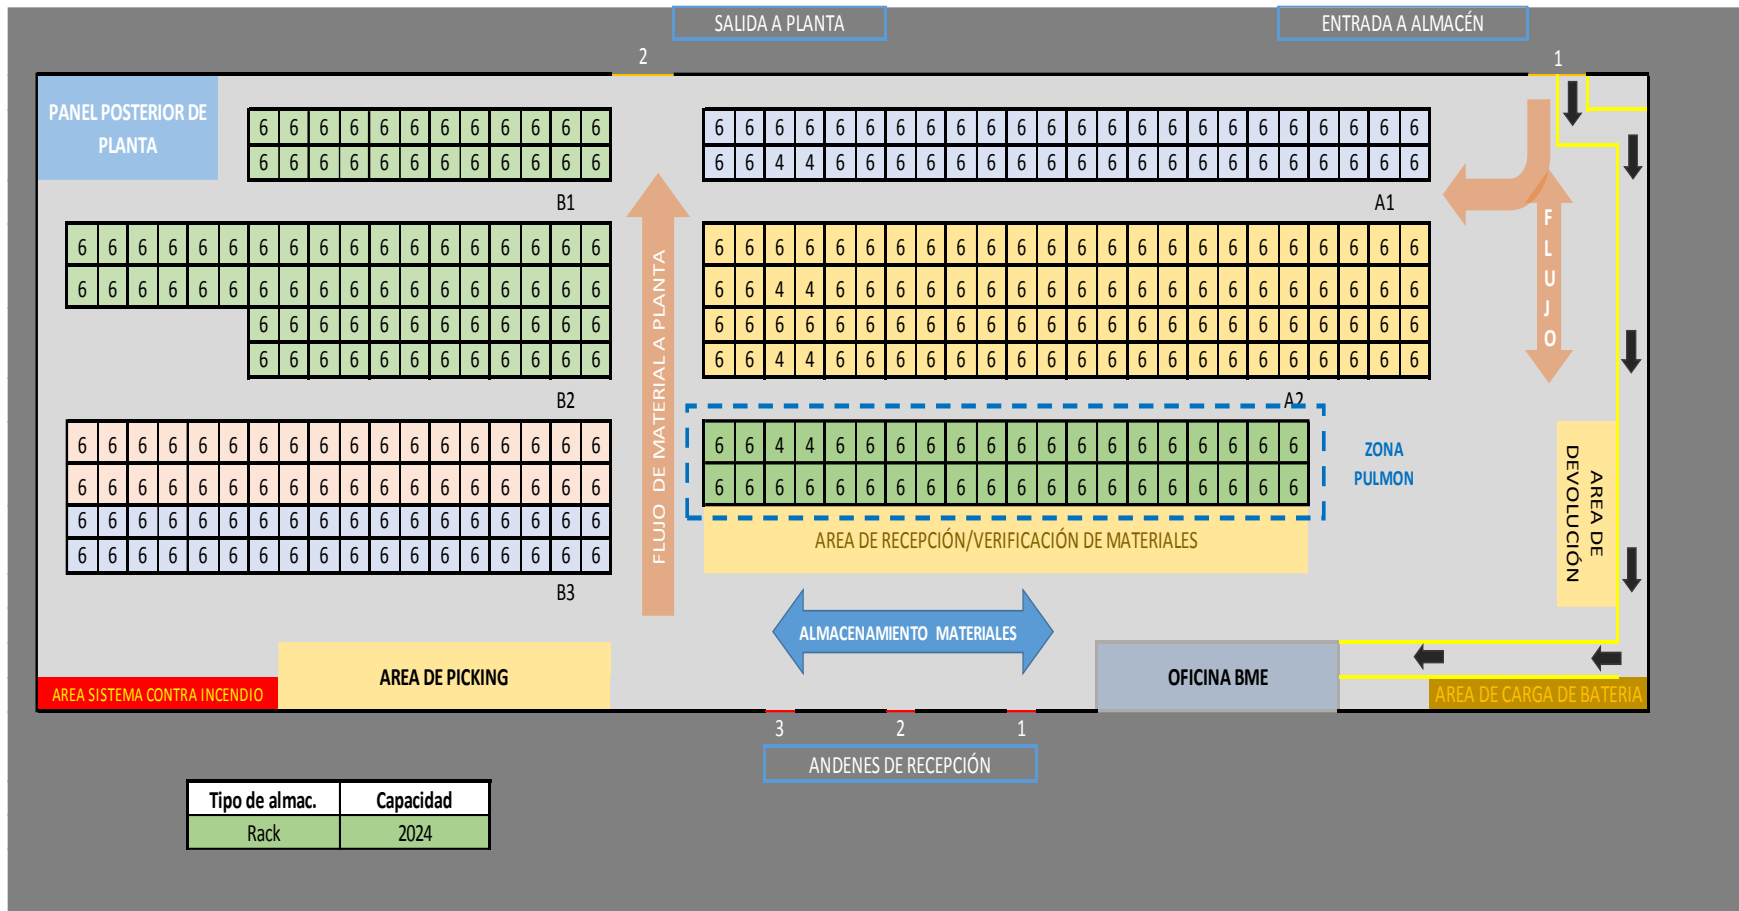 SALIDA A PLANTA
ENTRADA A ALMACÉN
2
1
PANEL POSTERIOR DE
PLANTA
6 6 6 6 6 6 6 6 6 6 6 6
6 6 6 6 6 6 6 6 6 6 6 6
B1
6 6 6 6 6 6 6 6 6 6 6 6 6 6 6 6 6 6 6 6 6 6 6 6
6 6 4 4 6 6 6 6 6 6 6 6 6 6 6 6 6 6 6 6 6 6 6 6
A1
6 6 6 6 6 6 6 6 6 6 6 6 6 6 6 6 6 6
6 6 6 6 6 6 6 6 6 6 6 6 6 6 6 6 6 6
6 6 6 6 6 6 6 6 6 6 6 6
6 6 6 6 6 6 6 6 6 6 6 6
B2
FLUJO DE MATERIAL A PLANTA
6 6 6 6 6 6 6 6 6 6 6 6 6 6 6 6 6 6 6 6 6 6 6 6
6 6 4 4 6 6 6 6 6 6 6 6 6 6 6 6 6 6 6 6 6 6 6 6
6 6 6 6 6 6 6 6 6 6 6 6 6 6 6 6 6 6 6 6 6 6 6 6
6 6 4 4 6 6 6 6 6 6 6 6 6 6 6 6 6 6 6 6 6 6 6 6
A2
FLUJO
6 6 6 6 6 6 6 6 6 6 6 6 6 6 6 6 6 6
6 6 6 6 6 6 6 6 6 6 6 6 6 6 6 6 6 6
6 6 6 6 6 6 6 6 6 6 6 6 6 6 6 6 6 6
6 6 6 6 6 6 6 6 6 6 6 6 6 6 6 6 6 6
B3
6 6 4 4 6 6 6 6 6 6 6 6 6 6 6 6 6 6 6 6
6 6 6 6 6 6 6 6 6 6 6 6 6 6 6 6 6 6 6 6
ZONA
PULMON
AREA DE RECEPCIÓN/VERIFICACIÓN DE MATERIALES
AREA DE
DEVOLUCIÓN
ALMACENAMIENTO MATERIALES
AREA DE PICKING
OFICINA BME
AREA SISTEMA CONTRA INCENDIO
AREA DE CARGA DE BATERIA
3
2
1
ANDENES DE RECEPCIÓN
Tipo de almac. Capacidad
Rack 2024